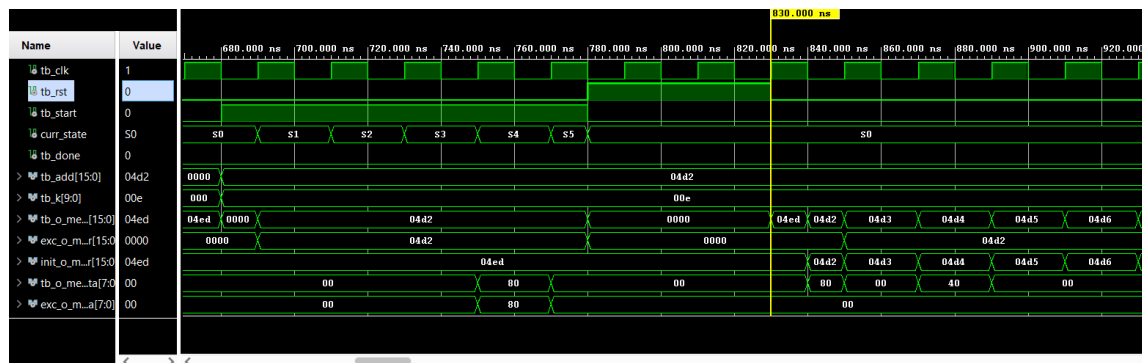 830.000 ns
Name Value
680.000 ns 700.000 ns 720.000 ns 740.000 ns 760.000 ns 780.000 ns 800.000 ns 820.000 ns 840.000 ns 860.000 ns 880.000 ns 900.000 ns 920.000
tb_clk 1
tb_rst 0
tb_start 0
curr_state S0 S0 S1 S2 S3 S4 S5 S0
tb_done 0
> tb_add[15:0] 04d2 0000 04d2
> tb_k[9:0] 00e 000 00e
> tb_o_me...[15:0] 04ed 04ed 0000 04d2 0000 04ed 04d2 04d3 04d4 04d5 04d6
> exc_o_m...r[15:0 0000 0000 04d2 0000 04d2
> init_o_m...r[15:0 04ed 04ed 04d2 04d3 04d4 04d5 04d6
> tb_o_me...ta[7:0 00 00 80 00 80 00 40 00
> exc_o_m...a[7:0] 00 00 80 00